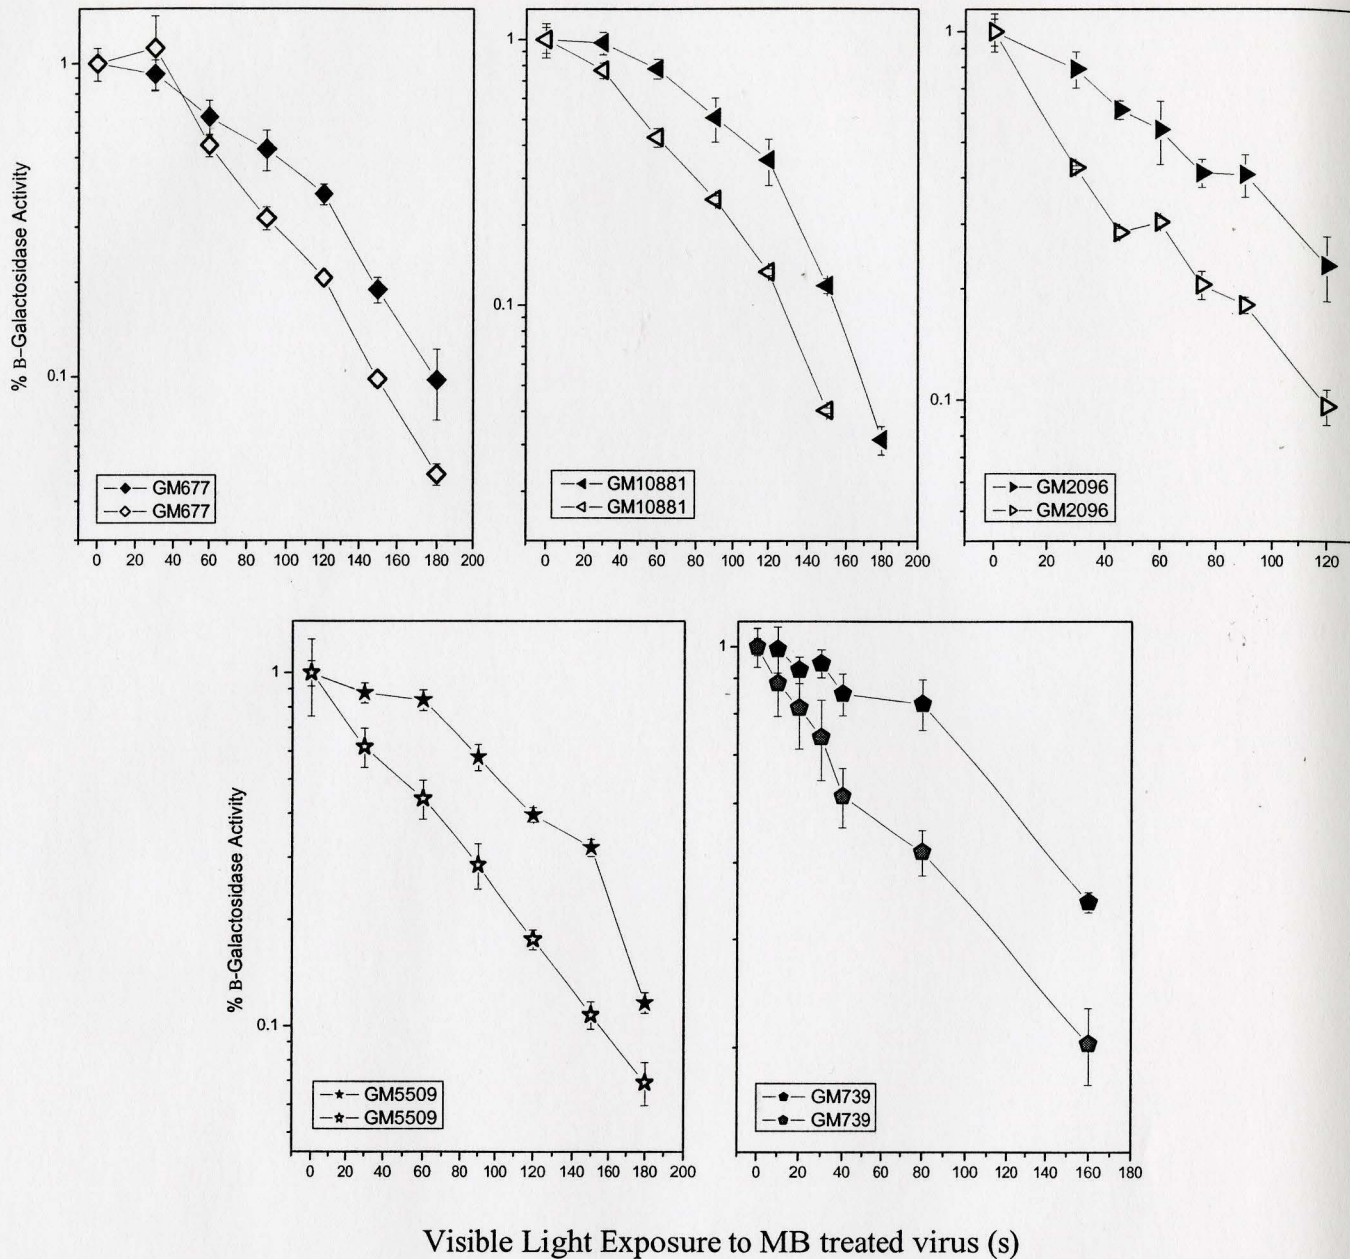 % B-Galactosidase Activity
1
0.1
GM677
GM677
0 20 40 60 80 100 120 140 160 180 200
1
0.1
GM10881
GM10881
0 20 40 60 80 100 120 140 160 180 200
1
0.1
GM2096
GM2096
0 20 40 60 80 100 120
% B-Galactosidase Activity
1
0.1
GM5509
GM5509
0 20 40 60 80 100 120 140 160 180 200
1
GM739
GM739
0 20 40 60 80 100 120 140 160 180
Visible Light Exposure to MB treated virus (s)